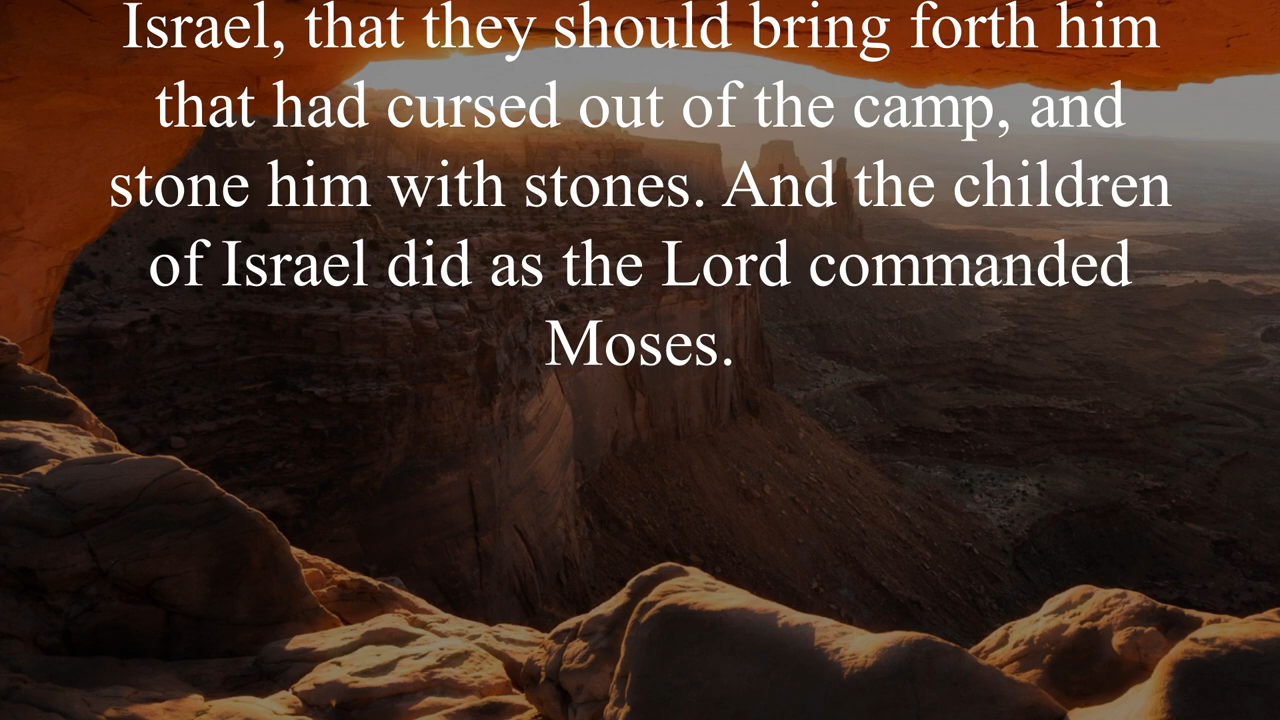 Israel, that they should bring forth him
that had cursed out of the camp, and
stone him with stones. And the children
of Israel did as the Lord commanded
Moses.